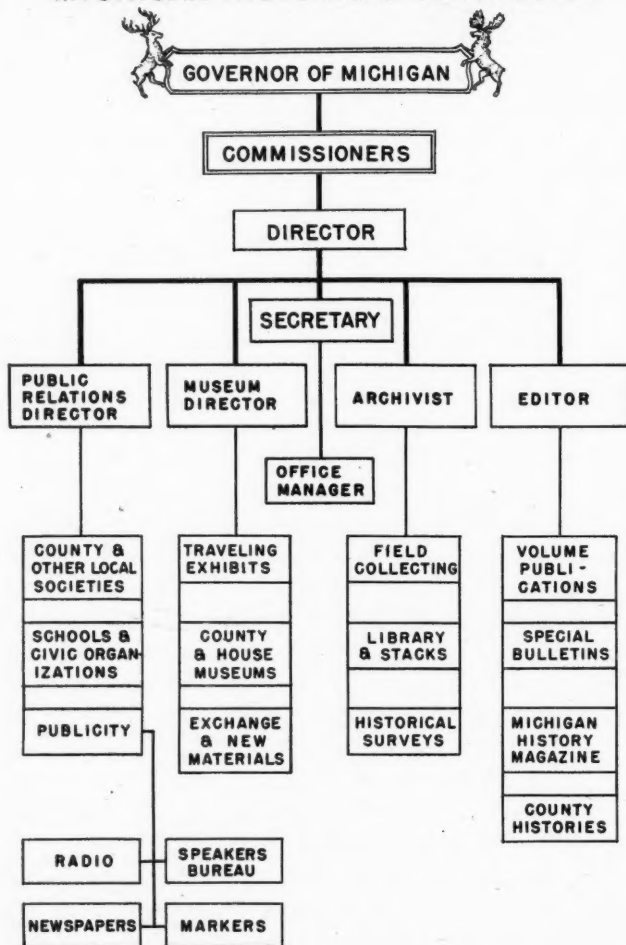 GOVERNOR OF MICHIGAN
COMMISSIONERS
DIRECTOR
SECRETARY
PUBLIC
RELATIONS
DIRECTOR
MUSEUM
DIRECTOR
ARCHIVIST
EDITOR
OFFICE
MANAGER
COUNTY &
OTHER LOCAL
SOCIETIES
SCHOOLS &
CIVIC ORGAN-
IZATIONS
PUBLICITY
TRAVELING
EXHIBITS
COUNTY
& HOUSE
MUSEUMS
EXCHANGE
& NEW
MATERIALS
FIELD
COLLECTING
LIBRARY
& STACKS
HISTORICAL
SURVEYS
VOLUME
PUBLI-
CATIONS
SPECIAL
BULLETINS
MICHIGAN
HISTORY
MAGAZINE
COUNTY
HISTORIES
RADIO
SPEAKERS
BUREAU
NEWSPAPERS
MARKERS